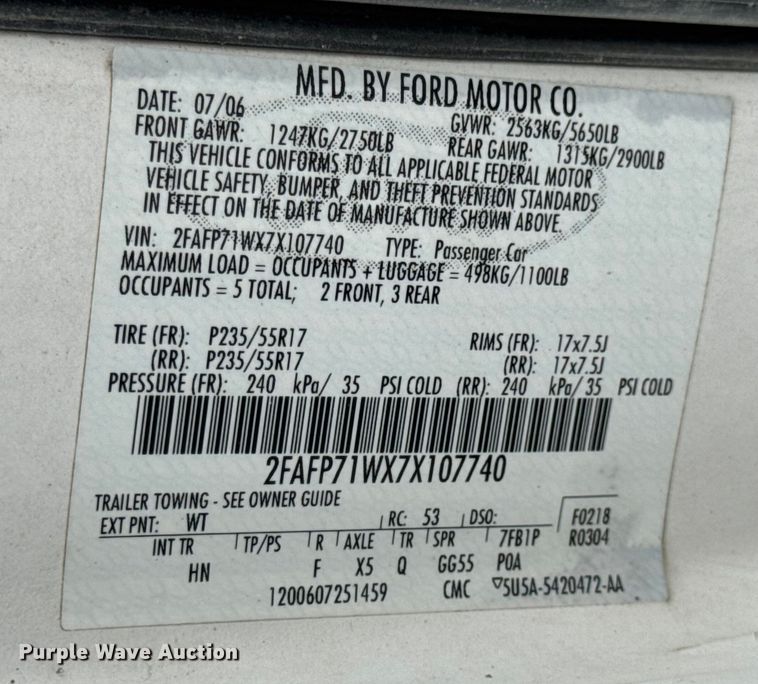 MFD. BY FORD MOTOR CO.
DATE: 07/06 GVWR: 2563KG/5650LB
FRONT GAWR: 1247KG/2750LB REAR GAWR: 1315KG/2900LB
THIS VEHICLE CONFORMS TO ALL APPLICABLE FEDERAL MOTOR
VEHICLE SAFETY, BUMPER, AND THEFT PREVENTION STANDARDS
IN EFFECT ON THE DATE OF MANUFACTURE SHOWN ABOVE.
VIN: 2FAFP71WX7X107740 TYPE: Passenger Car
MAXIMUM LOAD = OCCUPANTS + LUGGAGE = 498KG/1100LB
OCCUPANTS = 5 TOTAL; 2 FRONT, 3 REAR
TIRE (FR): P235/55R17 RIMS (FR): 17x7.5J
(RR): P235/55R17 (RR): 17x7.5J
PRESSURE (FR): 240 kPa/ 35 PSI COLD (RR): 240 kPa/ 35 PSI COLD
2FAFP71WX7X107740
TRAILER TOWING - SEE OWNER GUIDE
EXT PNT: WT RC: 53 DSO: F0218
INT TR TP/PS R AXLE TR SPR 7FB1P R0304
HN F X5 Q GG55 POA
1200607251459 CMC ▽5U5A-5420472-AA
Purple Wave Auction